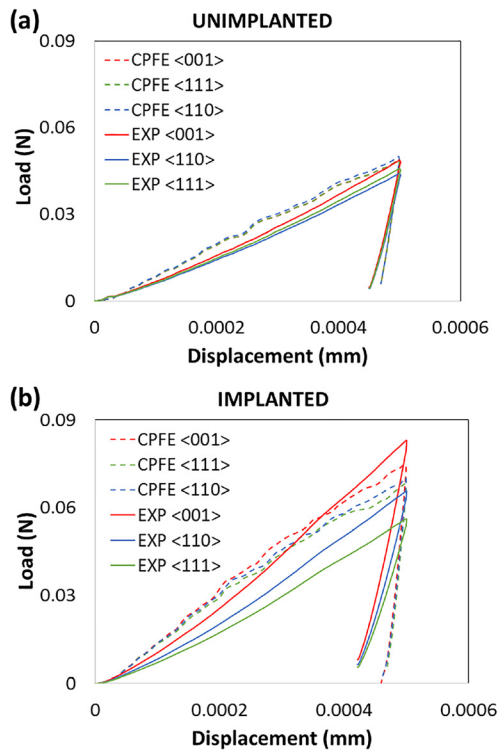 (a)
UNIMPLANTED
0.09
CPFE <001>
CPFE <111>
CPFE <110>
EXP <001>
EXP <110>
EXP <111>
0.06
0.03
0
Load (N)
0 0.0002 0.0004 0.0006
Displacement (mm)
(b)
IMPLANTED
0.09
CPFE <001>
CPFE <111>
CPFE <110>
EXP <001>
EXP <110>
EXP <111>
0.06
0.03
0
Load (N)
0 0.0002 0.0004 0.0006
Displacement (mm)